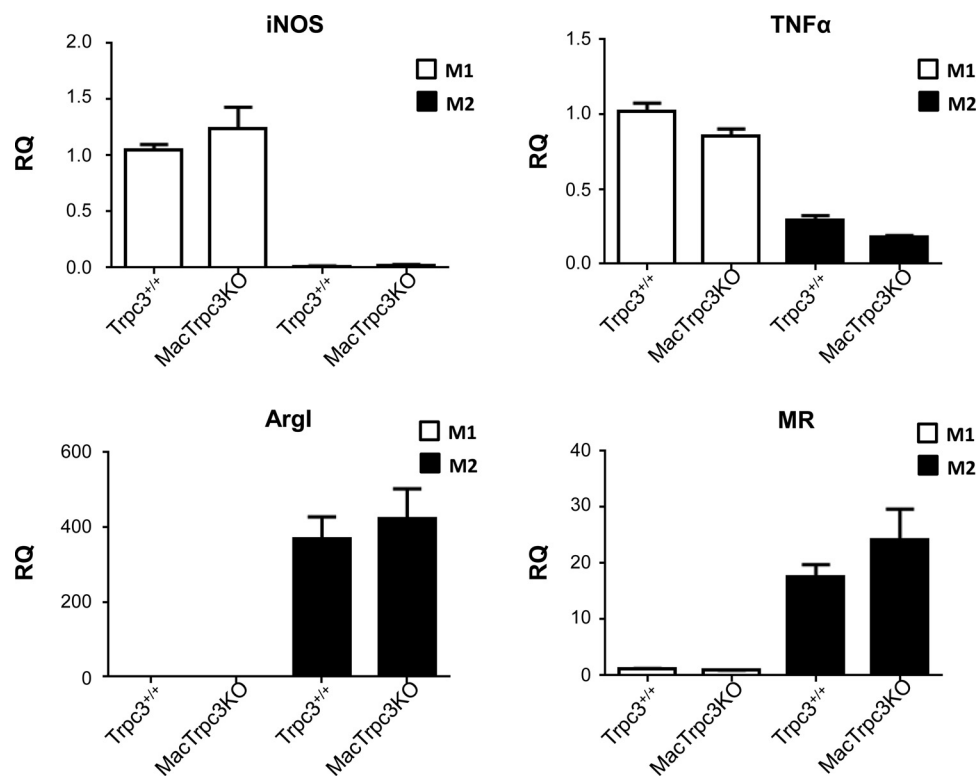 iNOS
2.0
1.5
1.0
0.5
0.0
RQ
M1
M2
Trpc3+/+
MacTrpc3KO
Trpc3+/+
MacTrpc3KO
TNFα
1.5
1.0
0.5
0.0
RQ
M1
M2
Trpc3+/+
MacTrpc3KO
Trpc3+/+
MacTrpc3KO
ArgI
600
400
200
0
RQ
M1
M2
Trpc3+/+
MacTrpc3KO
Trpc3+/+
MacTrpc3KO
MR
40
30
20
10
0
RQ
M1
M2
Trpc3+/+
MacTrpc3KO
Trpc3+/+
MacTrpc3KO